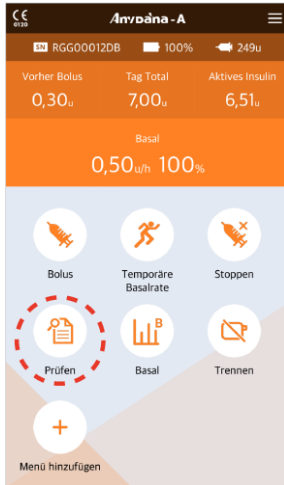 CE
0120
AnyDana-A
SN RGG00012DB 100% 249u
Vorher Bolus Tag Total Aktives Insulin
0,30u 7,00u 6,51u
Basal
0,50u/h 100%
Bolus Temporäre Basalrate Stoppen
Prüfen B Basal Trennen
Menü hinzufügen